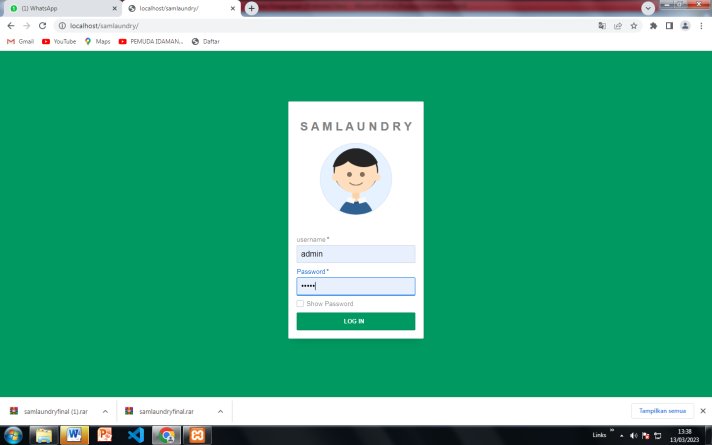 (1) WhatsApp
localhost/samlaundry/
localhost/samlaundry/
Gmail
YouTube
Maps
PEMUDA IDAMAN...
Daftar
SAMLAUNDRY
username*
admin
Password*
•••••
Show Password
LOG IN
samlaundryfinal (1).rar
samlaundryfinal.rar
Tampilkan semua
Links
13:38
13/03/2023